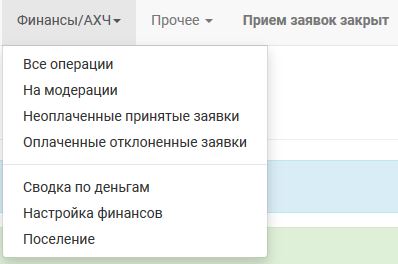 Финансы/АХЧ Прочее Прием заявок закрыт
Все операции
На модерации
Неоплаченные принятые заявки
Оплаченные отклоненные заявки
Сводка по деньгам
Настройка финансов
Поселение